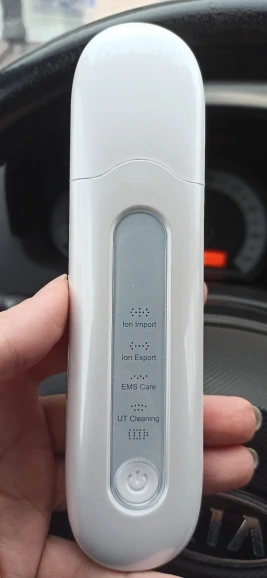 Ion Import
Ion Export
EMS Care
UT Cleaning